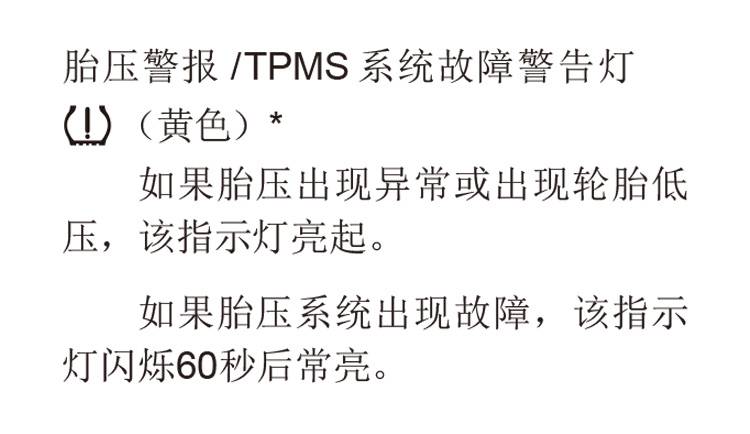 胎压警报 /TPMS 系统故障警告灯
（黄色）*
如果胎压出现异常或出现轮胎低
压，该指示灯亮起。
如果胎压系统出现故障，该指示
灯闪烁60秒后常亮。